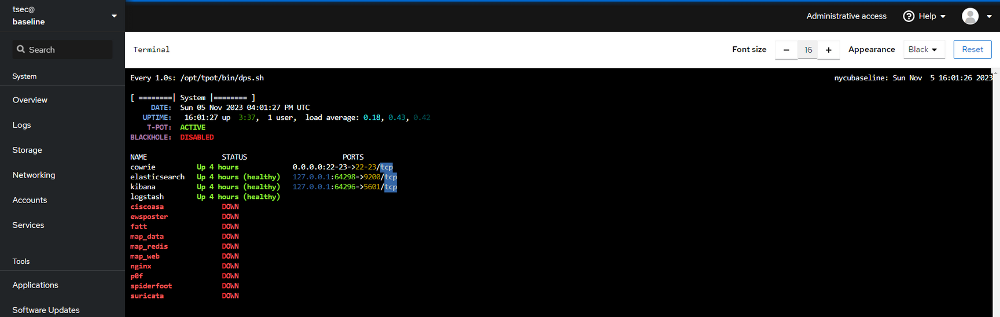 tsec@
baseline
Administrative access
Help
Search
Terminal
Font size
16
Appearance
Black
Reset
System
Overview
Logs
Storage
Networking
Accounts
Services
Tools
Applications
Software Updates
Every 1.0s: /opt/tpot/bin/dps.sh nycubaseline: Sun Nov  5 16:01:26 2023
[ ========| System |======== ]
DATE: Sun 05 Nov 2023 04:01:27 PM UTC
UPTIME: 16:01:27 up  3:37,  1 user,  load average: 0.18, 0.43, 0.42
T-POT: ACTIVE
BLACKHOLE: DISABLED
NAME STATUS PORTS
cowrie Up 4 hours 0.0.0.0:22-23->22-23/tcp
elasticsearch Up 4 hours (healthy) 127.0.0.1:64298->9200/tcp
kibana Up 4 hours (healthy) 127.0.0.1:64296->5601/tcp
logstash Up 4 hours (healthy)
ciscoasa DOWN
ewsposter DOWN
fatt DOWN
map_data DOWN
map_redis DOWN
map_web DOWN
nginx DOWN
p0f DOWN
spiderfoot DOWN
suricata DOWN